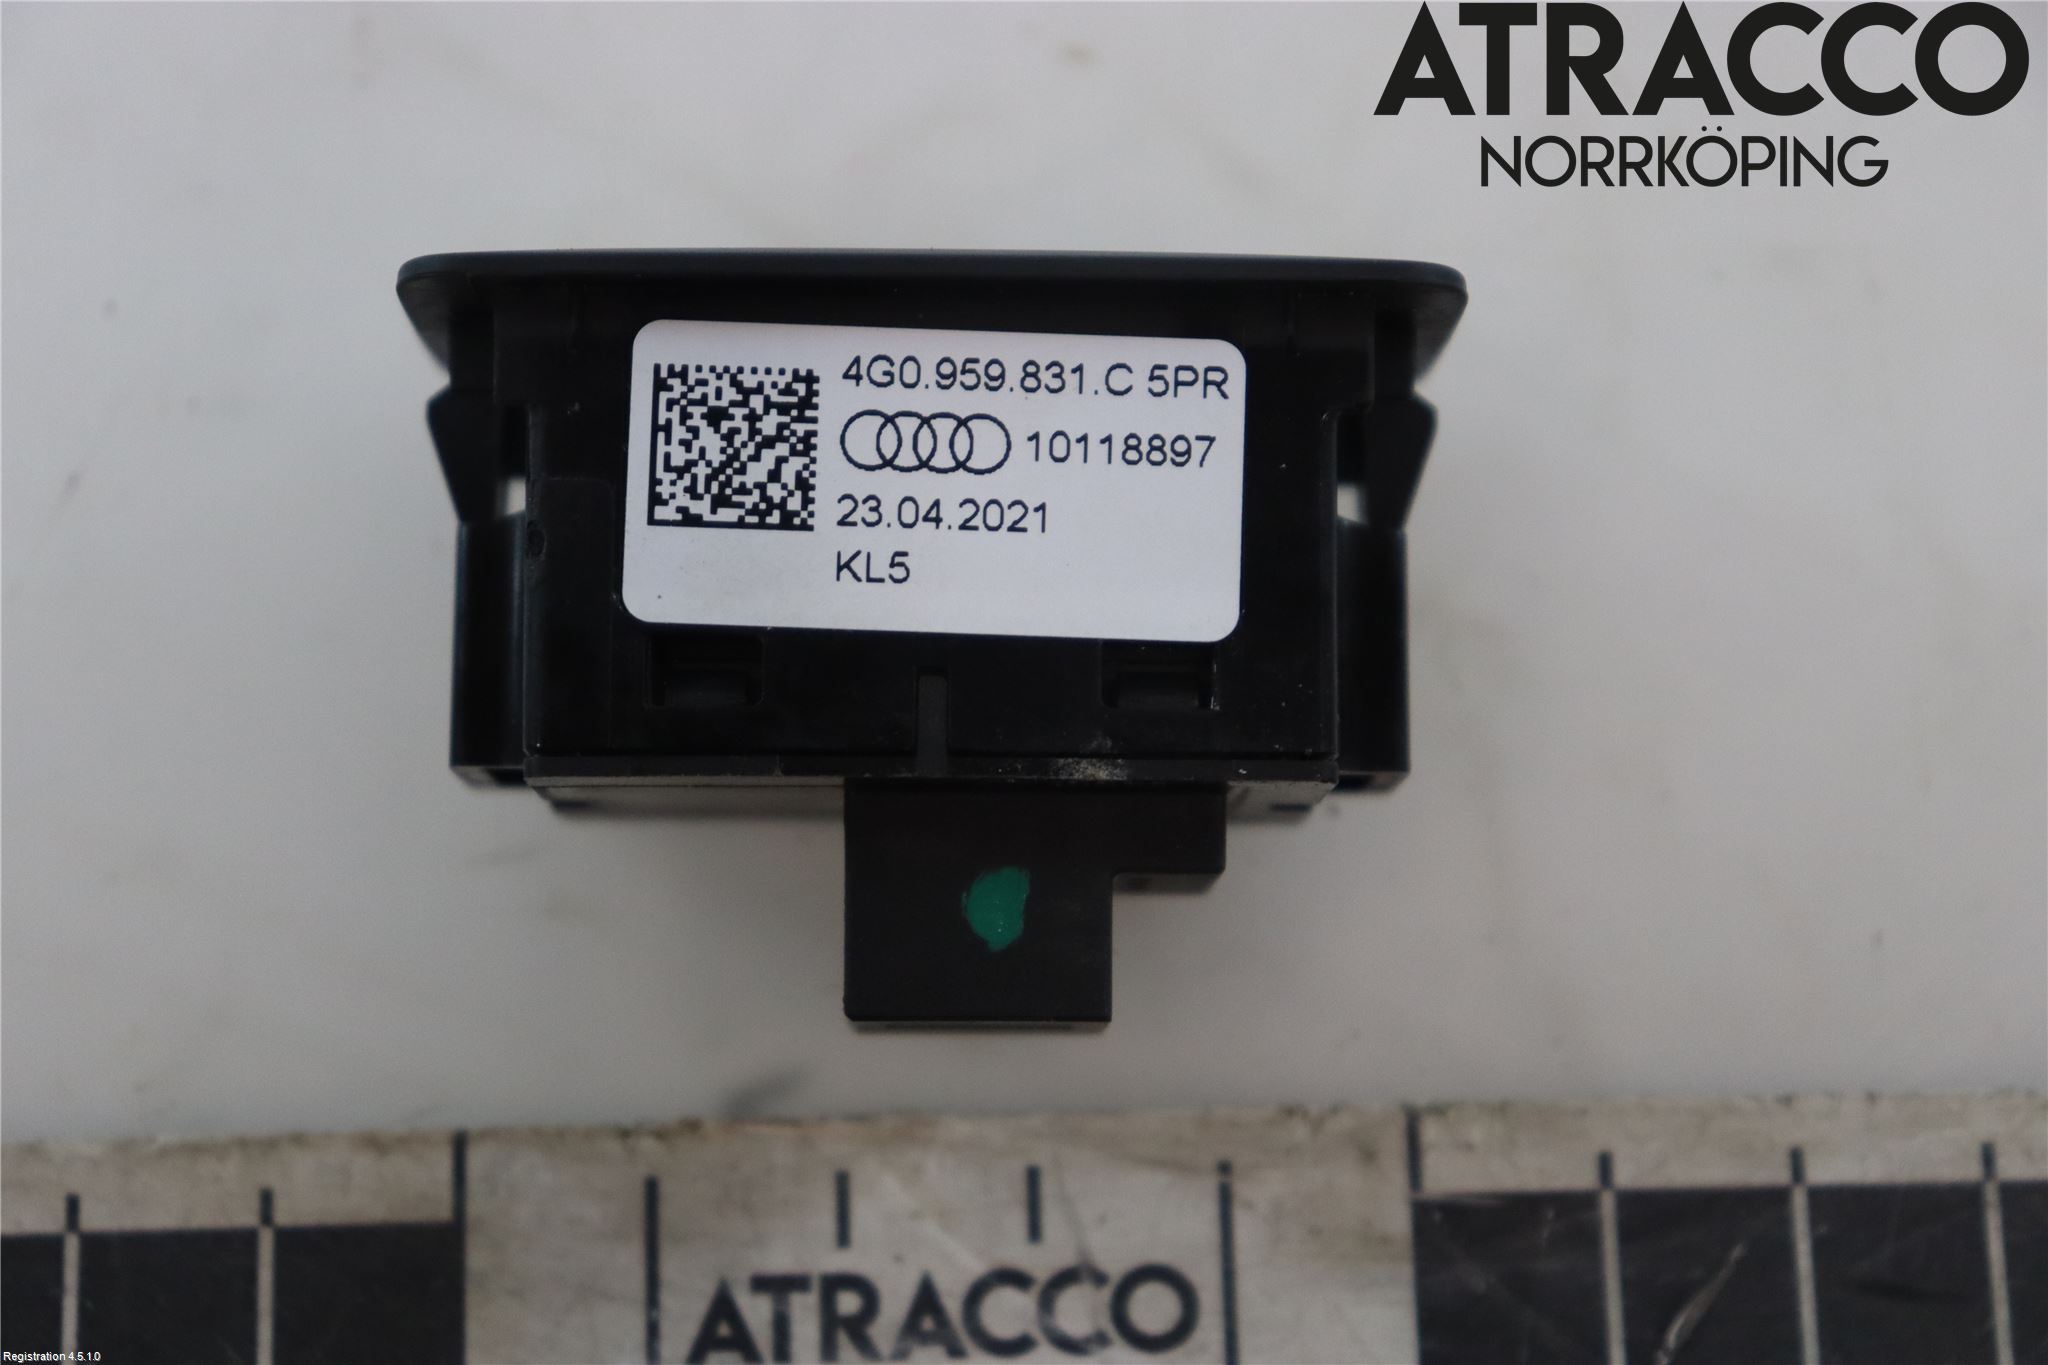 ATRACCO
NORRKÖPING
4G0.959.831.C 5PR
10118897
23.04.2021
KL5
ATRACCO
Registration 4.5.1.0